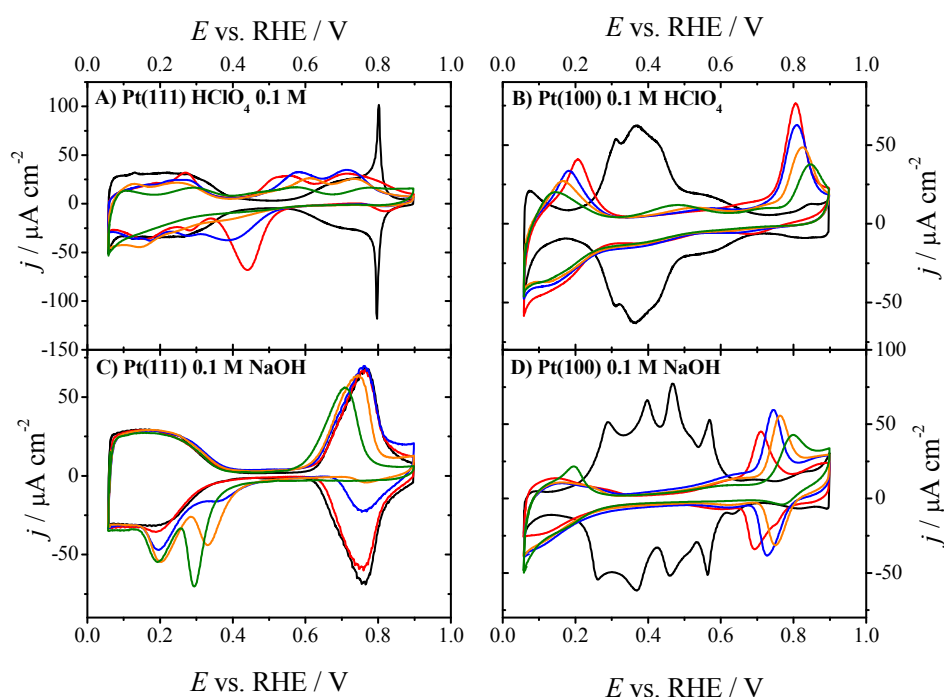 E vs. RHE / V
E vs. RHE / V
0.0 0.2 0.4 0.6 0.8 1.0
0.0 0.2 0.4 0.6 0.8 1.0
A) Pt(111) HClO4 0.1 M
B) Pt(100) 0.1 M HClO4
100
50
0
-50
-100
-150
j / µA cm-2
50
0
-50
j / µA cm-2
C) Pt(111) 0.1 M NaOH
D) Pt(100) 0.1 M NaOH
50
0
-50
j / µA cm-2
100
50
0
-50
j / µA cm-2
0.0 0.2 0.4 0.6 0.8 1.0
0.2 0.4 0.6 0.8 1.0
E vs. RHE / V
E vs. RHE / V